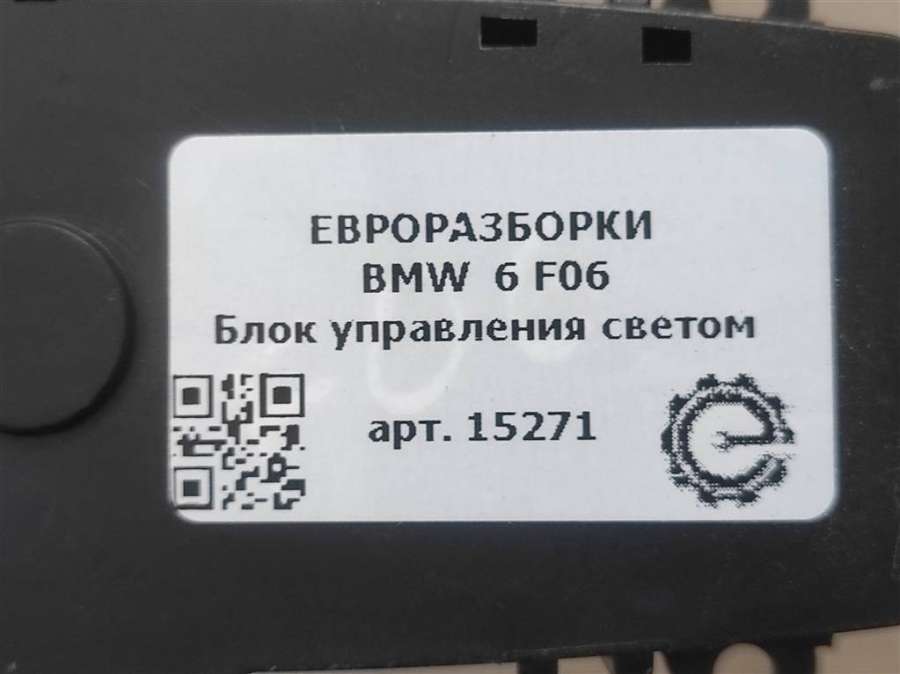 ЕВРОРАЗБОРКИ
BMW 6 F06
Блок управления светом
арт. 15271